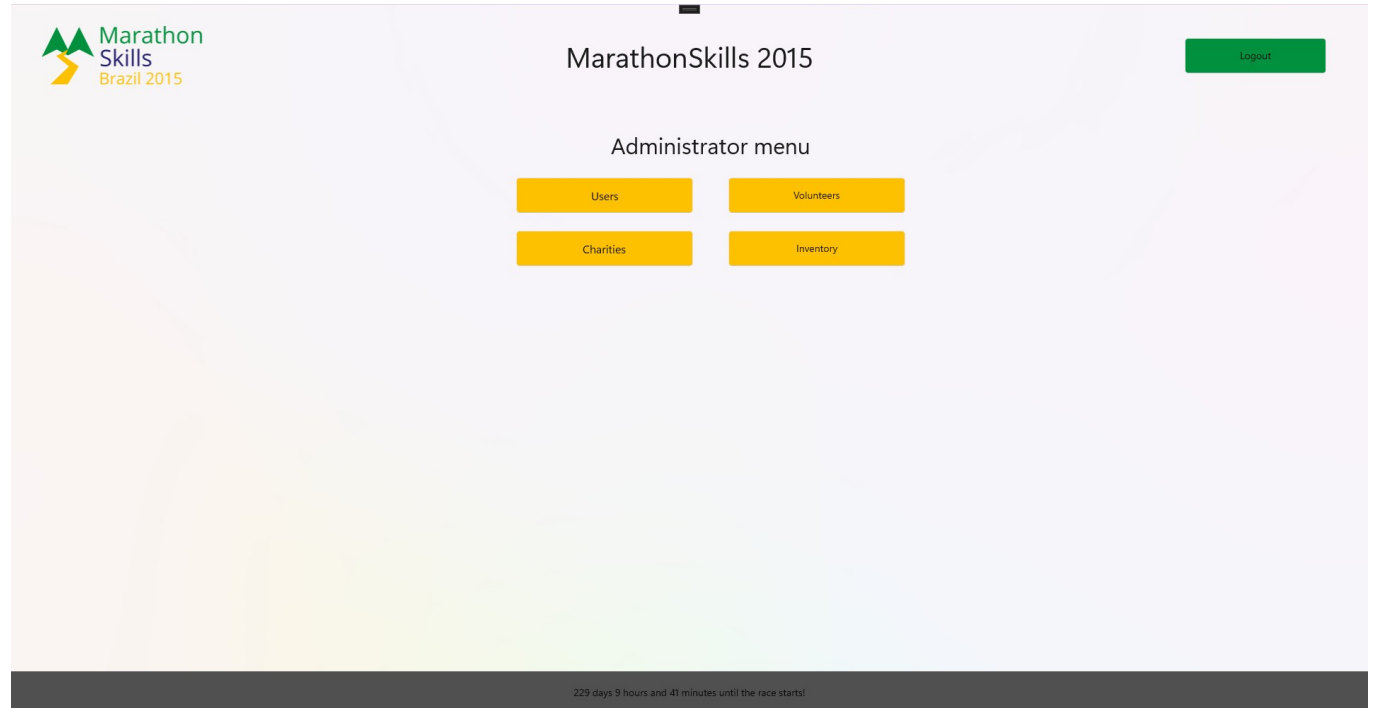 Marathon
Skills
Brazil 2015
MarathonSkills 2015
Logout
Administrator menu
Users
Volunteers
Charities
Inventory
229 days 9 hours and 41 minutes until the race starts!